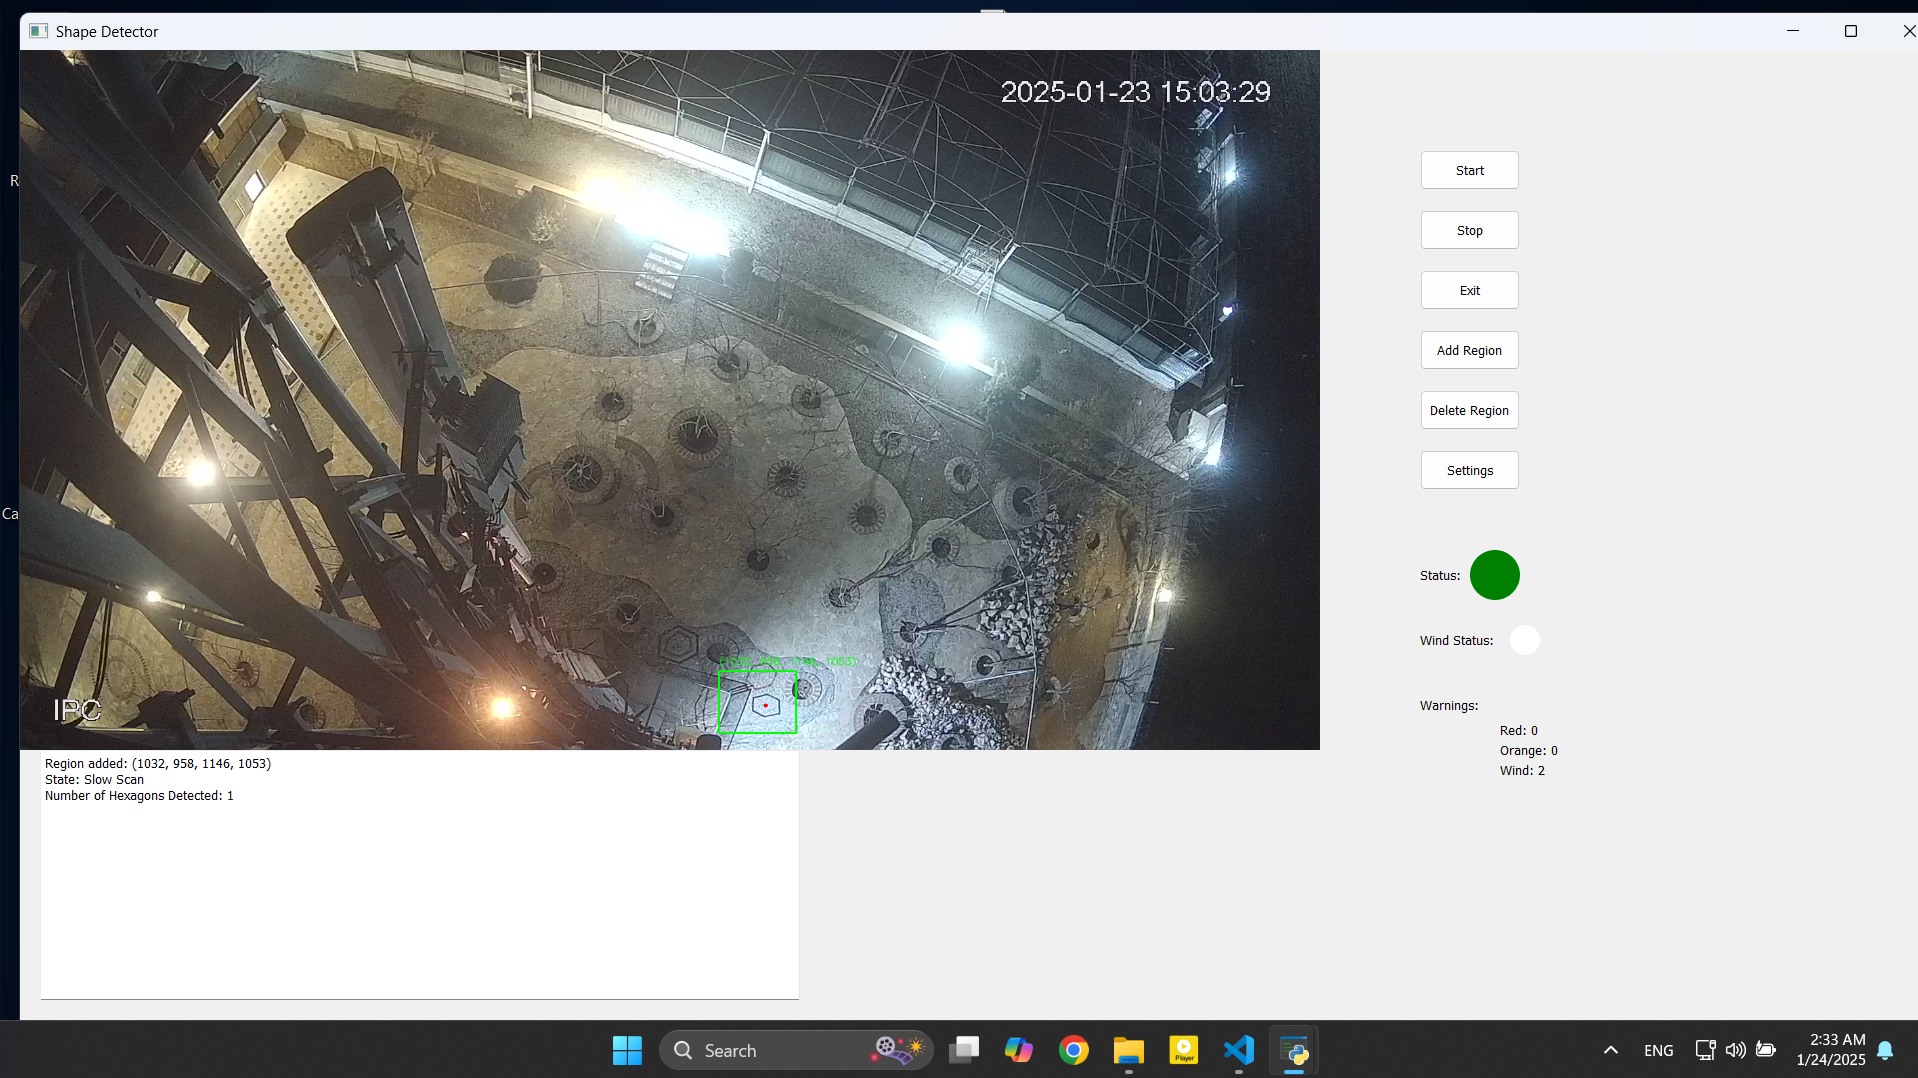 Shape Detector
2025-01-23 15:03:29
R
Start
Stop
Exit
Add Region
Delete Region
Settings
Ca
Status:
Wind Status:
(1032, 958, 1146, 1053)
IPC
Warnings:
Red: 0
Orange: 0
Wind: 2
Region added: (1032, 958, 1146, 1053)
State: Slow Scan
Number of Hexagons Detected: 1
Search
Player
ENG
2:33 AM
1/24/2025